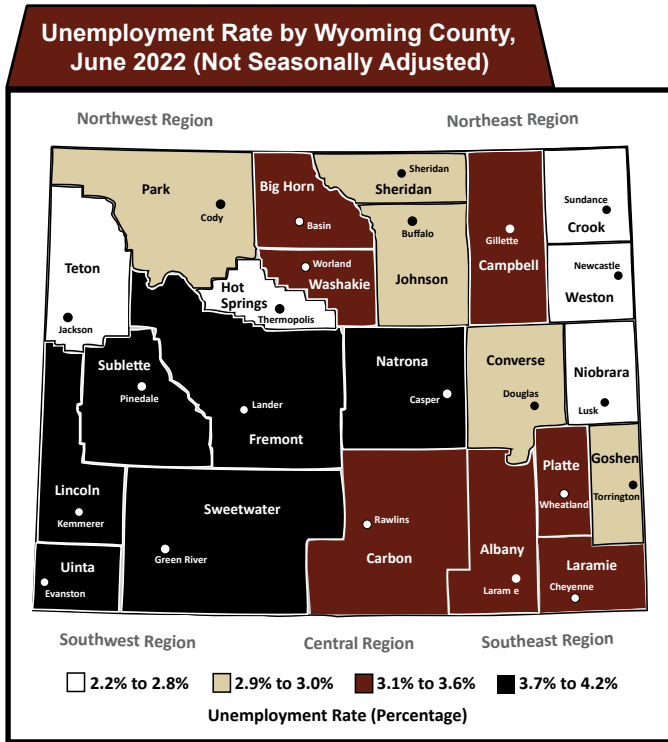 Unemployment Rate by Wyoming County,
June 2022 (Not Seasonally Adjusted)
Northwest Region
Northeast Region
Park
Cody
Big Horn
Basin
Sheridan
Sheridan
Buffalo
Johnson
Gillette
Campbell
Sundance
Crook
Newcastle
Weston
Teton
Jackson
Hot
Springs
Thermopolis
Worland
Washakie
Sublette
Pinedale
Lander
Fremont
Natrona
Casper
Converse
Douglas
Niobrara
Lusk
Lincoln
Kemmerer
Sweetwater
Green River
Uinta
Evanston
Rawlins
Carbon
Albany
Laram e
Platte
Wheatland
Goshen
Torrington
Laramie
Cheyenne
Southwest Region
Central Region
Southeast Region
2.2% to 2.8%
2.9% to 3.0%
3.1% to 3.6%
3.7% to 4.2%
Unemployment Rate (Percentage)